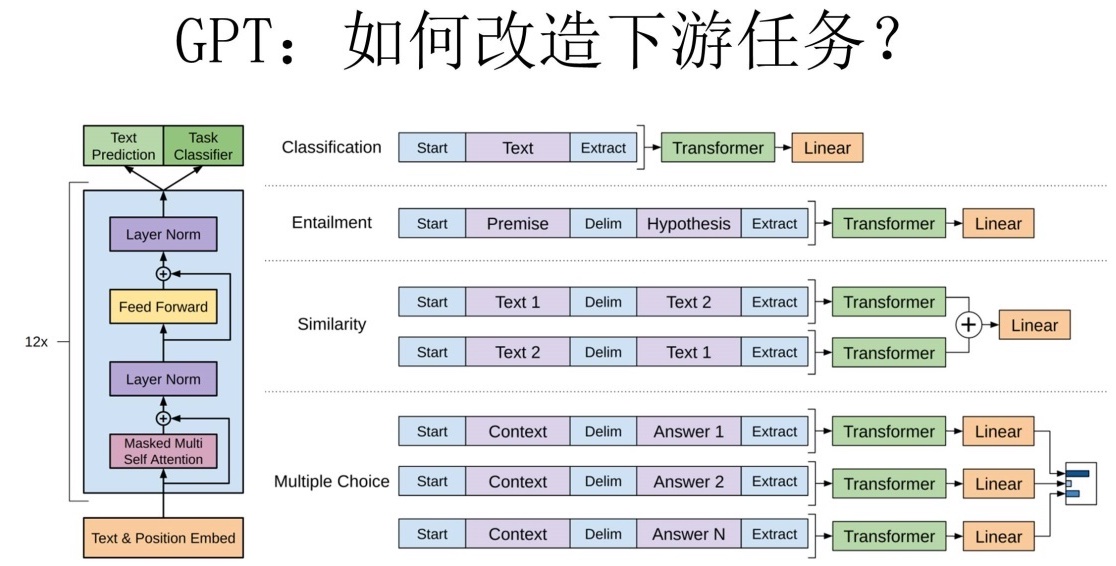 GPT: 如何改造下游任务?
Text Prediction
Task Classifier
Layer Norm
Feed Forward
12x
Layer Norm
Masked Multi Self Attention
Text & Position Embed
Classification Start Text Extract Transformer Linear
Entailment Start Premise Delim Hypothesis Extract Transformer Linear
Similarity
Start Text 1 Delim Text 2 Extract Transformer
Linear
Start Text 2 Delim Text 1 Extract Transformer
Multiple Choice
Start Context Delim Answer 1 Extract Transformer Linear
Start Context Delim Answer 2 Extract Transformer Linear
Start Context Delim Answer N Extract Transformer Linear